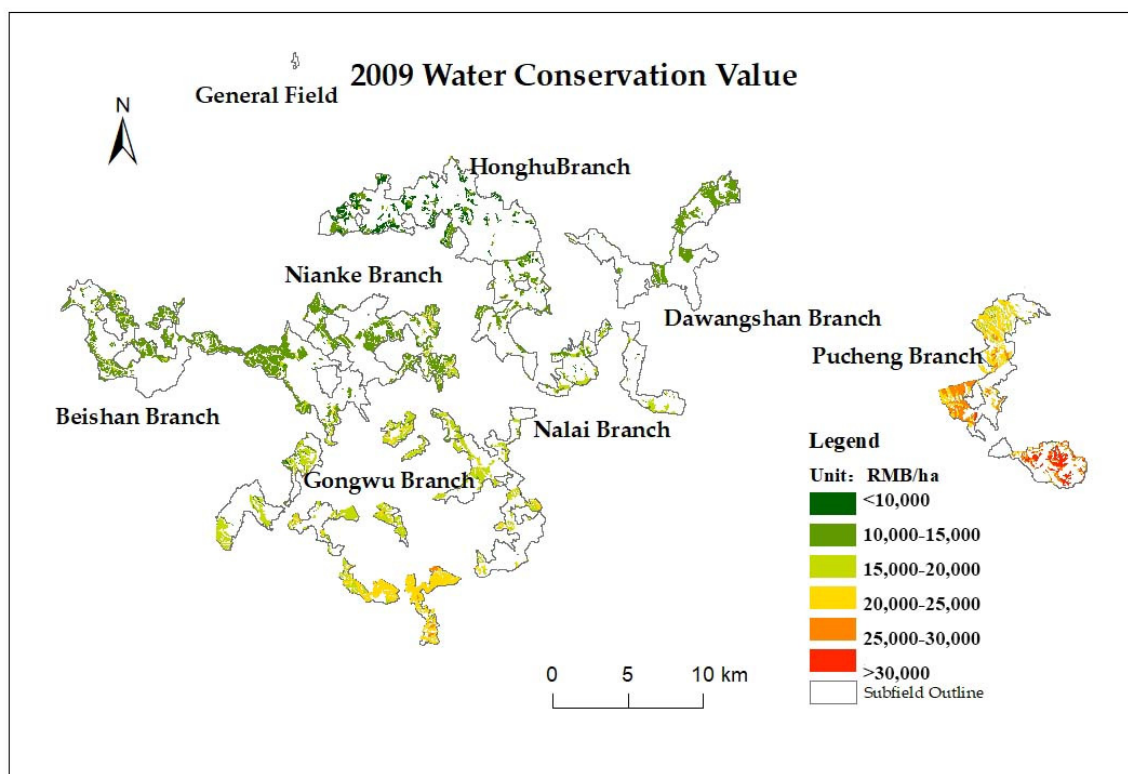 2009 Water Conservation Value
General Field
N
HonghuBranch
Nianke Branch
Dawangshan Branch
Pucheng Branch
Beishan Branch
Nalai Branch
Gongwu Branch
Legend
Unit: RMB/ha
<10,000
10,000-15,000
15,000-20,000
20,000-25,000
25,000-30,000
>30,000
Subfield Outline
0 5 10 km